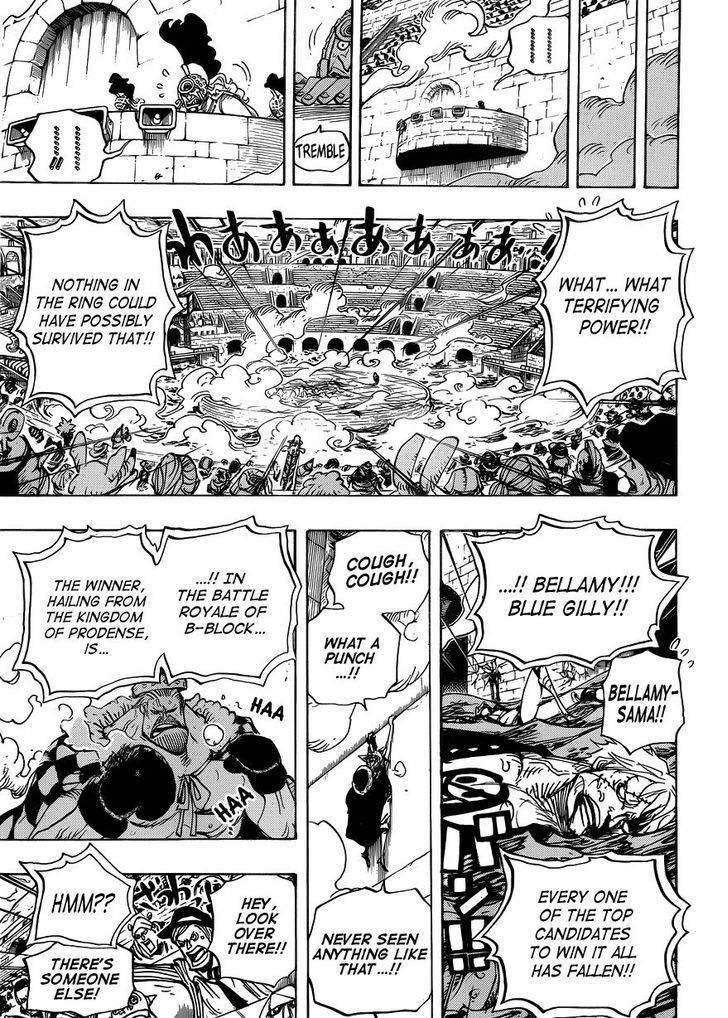 !!
TREMBLE
わあああああああ...!!
WHAT... WHAT
TERRIFYING
POWER!!
NOTHING IN
THE RING COULD
HAVE POSSIBLY
SURVIVED THAT!!
...!! BELLAMY!!!
BLUE GILLY!!
BELLAMY-
SAMA!!
EVERY ONE
OF THE TOP
CANDIDATES
TO WIN IT ALL
HAS FALLEN!!
COUGH,
COUGH!!
WHAT A
PUNCH
...!!
NEVER SEEN
ANYTHING LIKE
THAT...!!
...!! IN
THE BATTLE
ROYALE OF
B-BLOCK...
THE WINNER,
HAILING FROM
THE KINGDOM
OF PRODENSE,
IS...
HAA
HAA
HEY,
LOOK
OVER
THERE!!
HMM??
THERE'S
SOMEONE
ELSE!